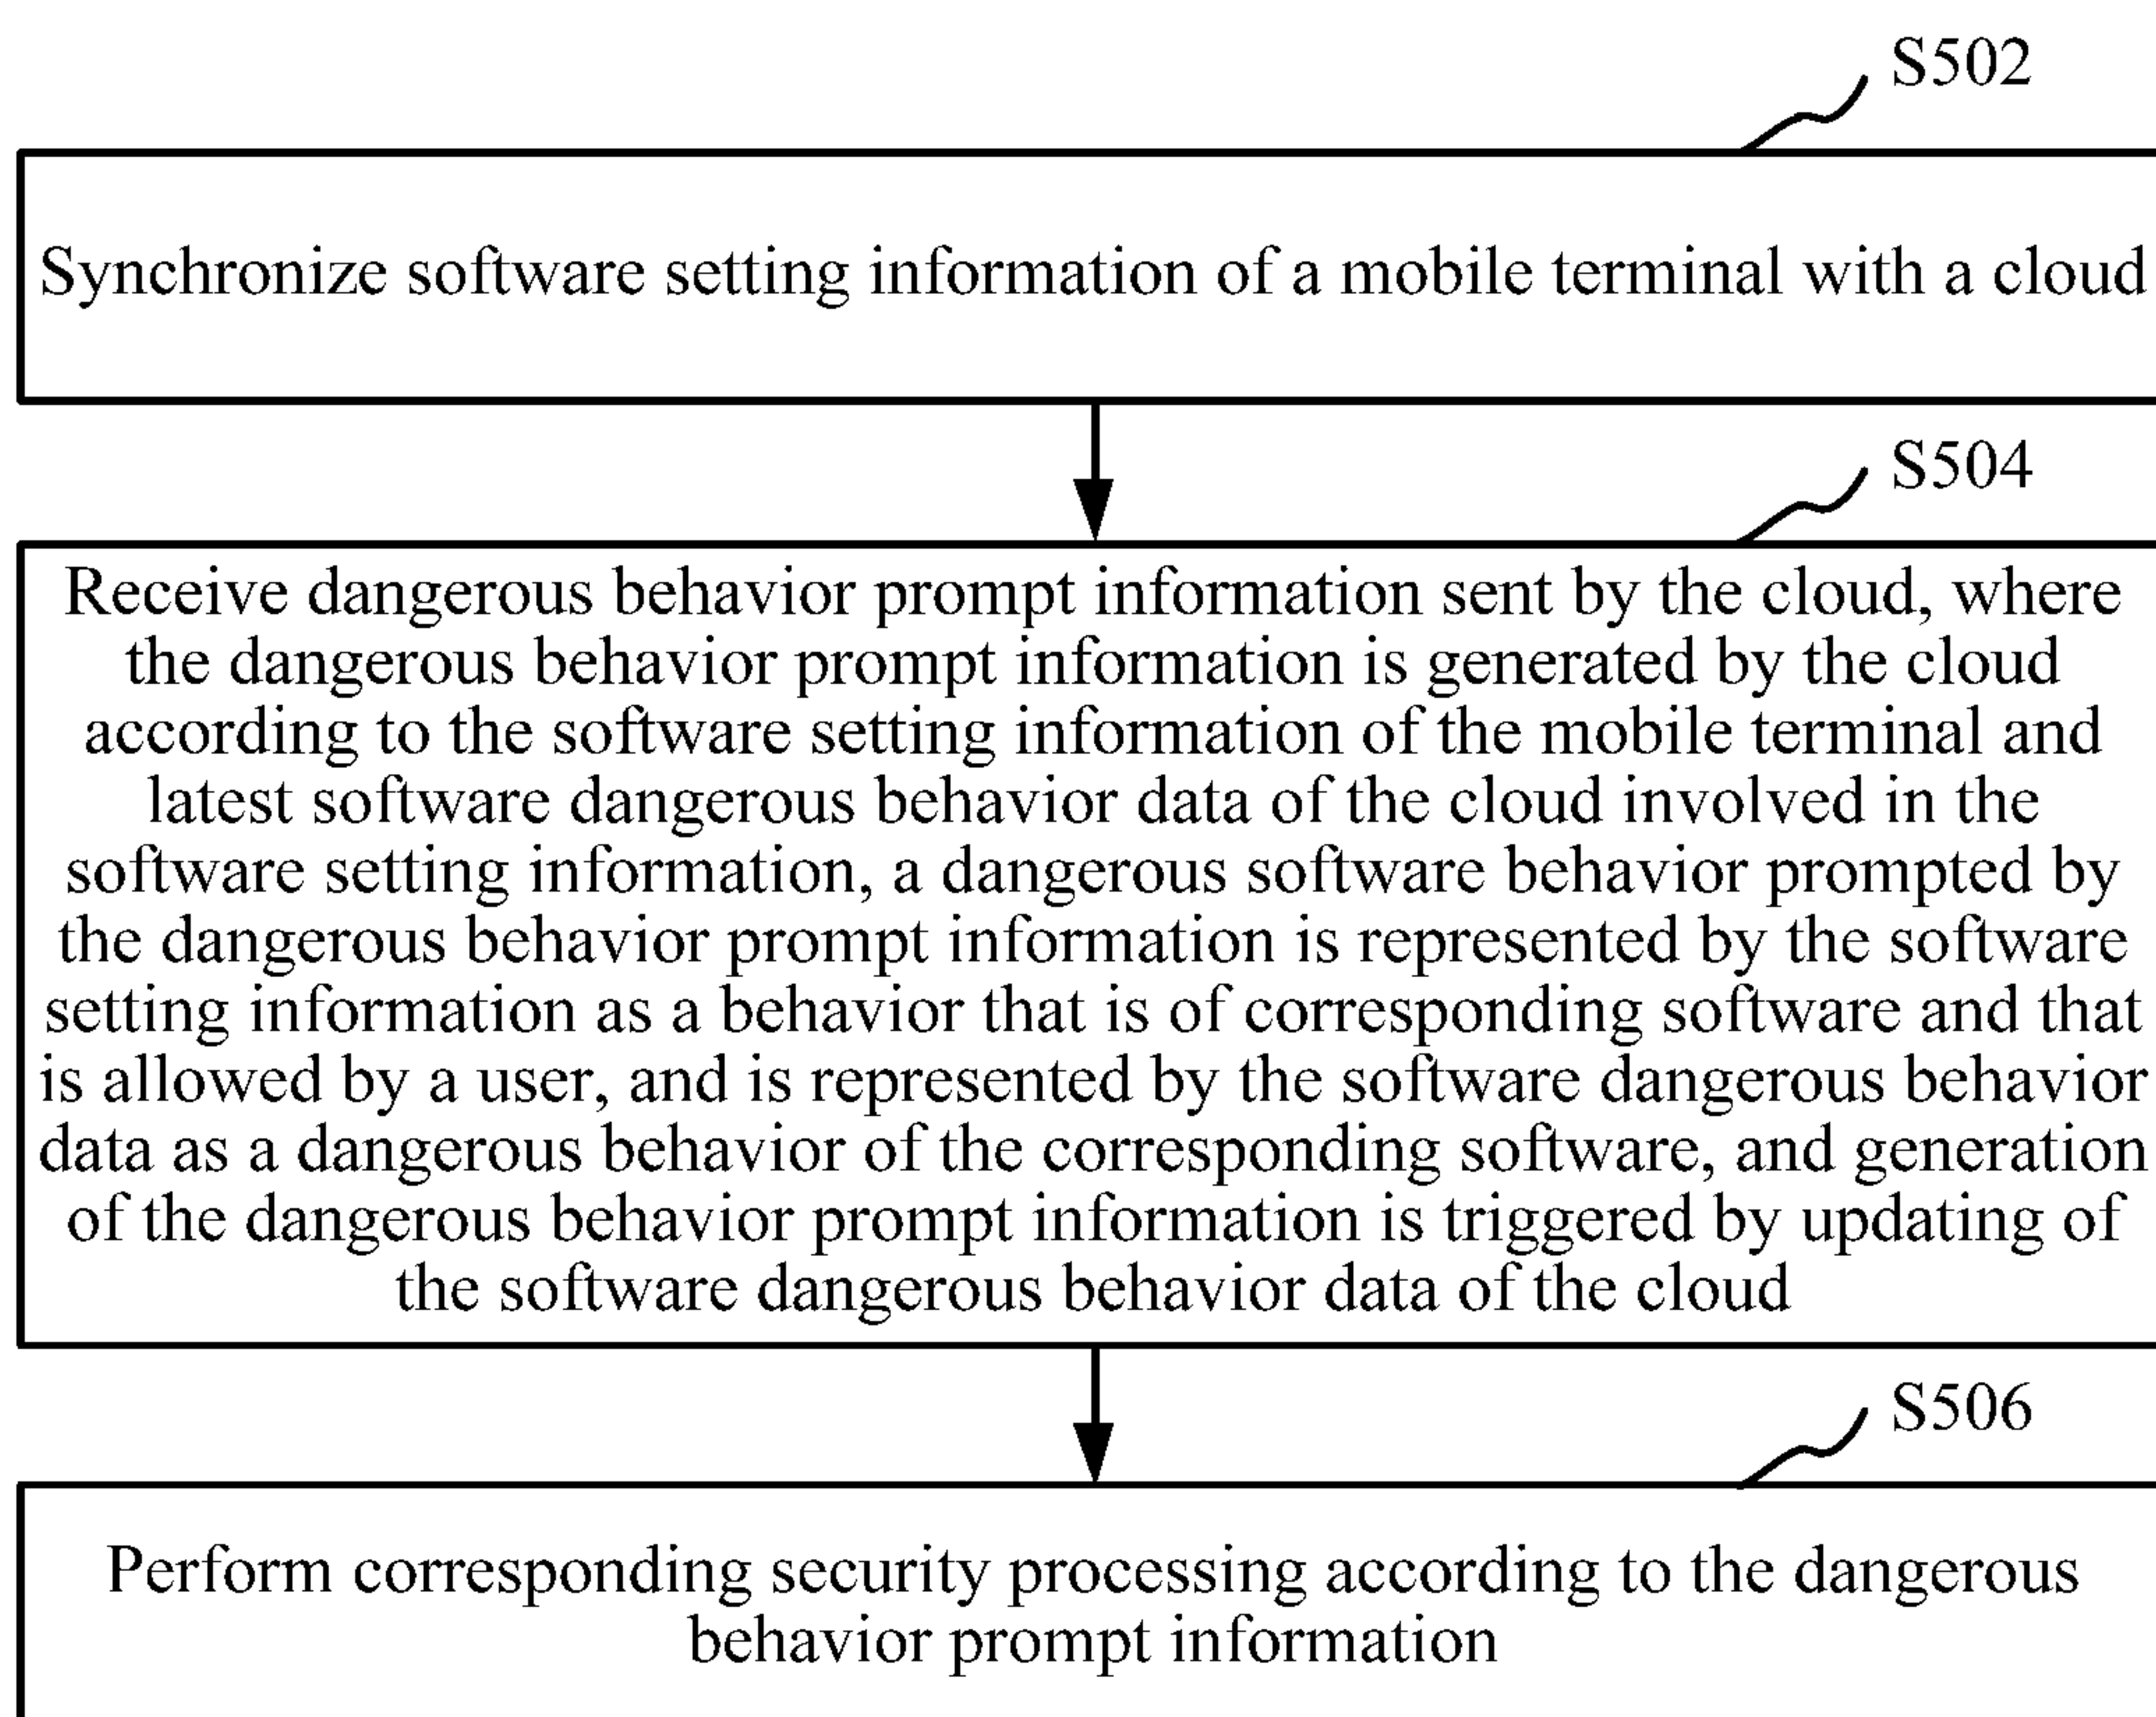 S502
Synchronize software setting information of a mobile terminal with a cloud
S504
Receive dangerous behavior prompt information sent by the cloud, where
the dangerous behavior prompt information is generated by the cloud
according to the software setting information of the mobile terminal and
latest software dangerous behavior data of the cloud involved in the
software setting information, a dangerous software behavior prompted by
the dangerous behavior prompt information is represented by the software
setting information as a behavior that is of corresponding software and that
is allowed by a user, and is represented by the software dangerous behavior
data as a dangerous behavior of the corresponding software, and generation
of the dangerous behavior prompt information is triggered by updating of
the software dangerous behavior data of the cloud
S506
Perform corresponding security processing according to the dangerous
behavior prompt information